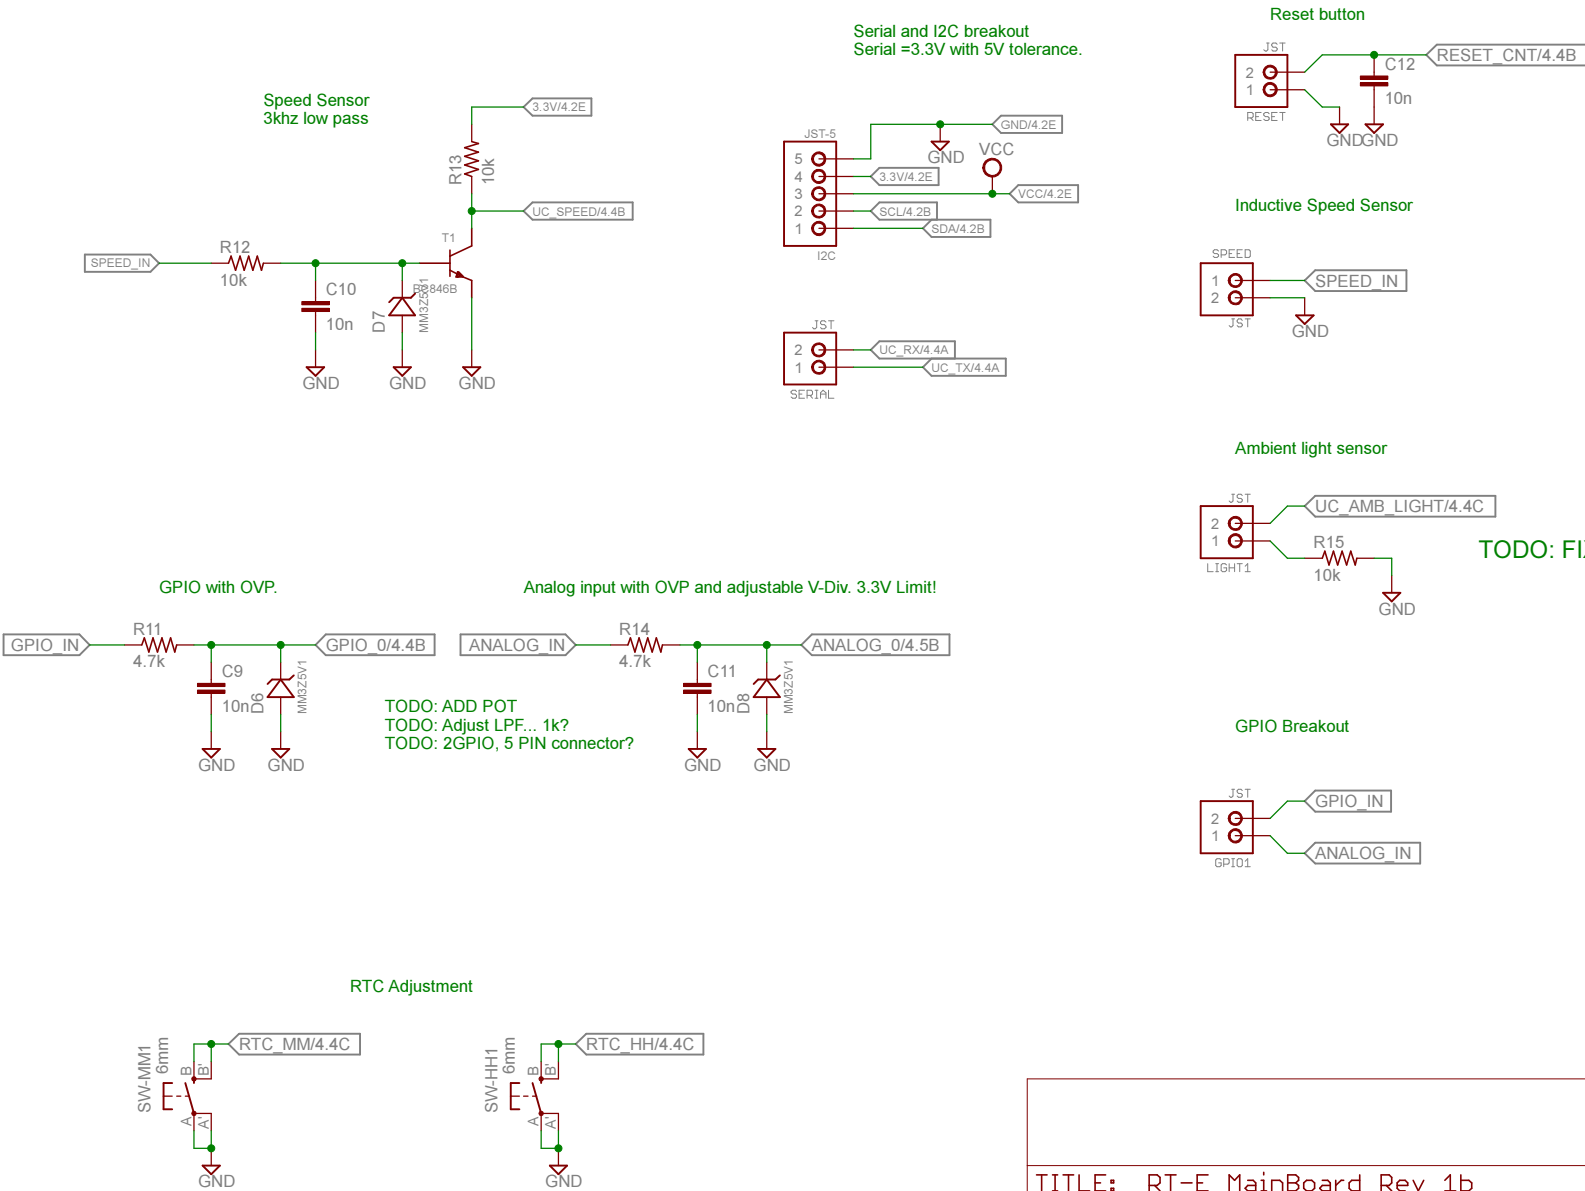 Reset button
JST
2
1
RESET
RESET_CNT/4.4B
C12
10n
GND
GND
Serial and I2C breakout
Serial =3.3V with 5V tolerance.
JST-5
5
4
3
2
1
I2C
GND/4.2E
GND
VCC
3.3V/4.2E
VCC/4.2E
SCL/4.2B
SDA/4.2B
Speed Sensor
3khz low pass
3.3V/4.2E
R13
10k
UC_SPEED/4.4B
T1
BC846B
SPEED_IN
R12
10k
C10
10n
D7
MM3Z5V1
GND
GND
GND
Inductive Speed Sensor
SPEED
1
2
JST
SPEED_IN
GND
JST
2
1
SERIAL
UC_RX/4.4A
UC_TX/4.4A
Ambient light sensor
JST
2
1
LIGHT1
UC_AMB_LIGHT/4.4C
R15
10k
GND
GPIO with OVP.
GPIO_IN
R11
4.7k
C9
10n
D6
MM3Z5V1
GPIO_0/4.4B
GND
GND
Analog input with OVP and adjustable V-Div. 3.3V Limit!
ANALOG_IN
R14
4.7k
C11
10n
D8
MM3Z5V1
ANALOG_0/4.5B
GND
GND
TODO: ADD POT
TODO: Adjust LPF... 1k?
TODO: 2GPIO, 5 PIN connector?
GPIO Breakout
JST
2
1
GPIO1
GPIO_IN
ANALOG_IN
RTC Adjustment
SW-MM1
6mm
B
B'
A
A'
RTC_MM/4.4C
GND
SW-HH1
6mm
B
B'
A
A'
RTC_HH/4.4C
GND
TODO:
TITLE: RT-E MainBoard Rev 1b